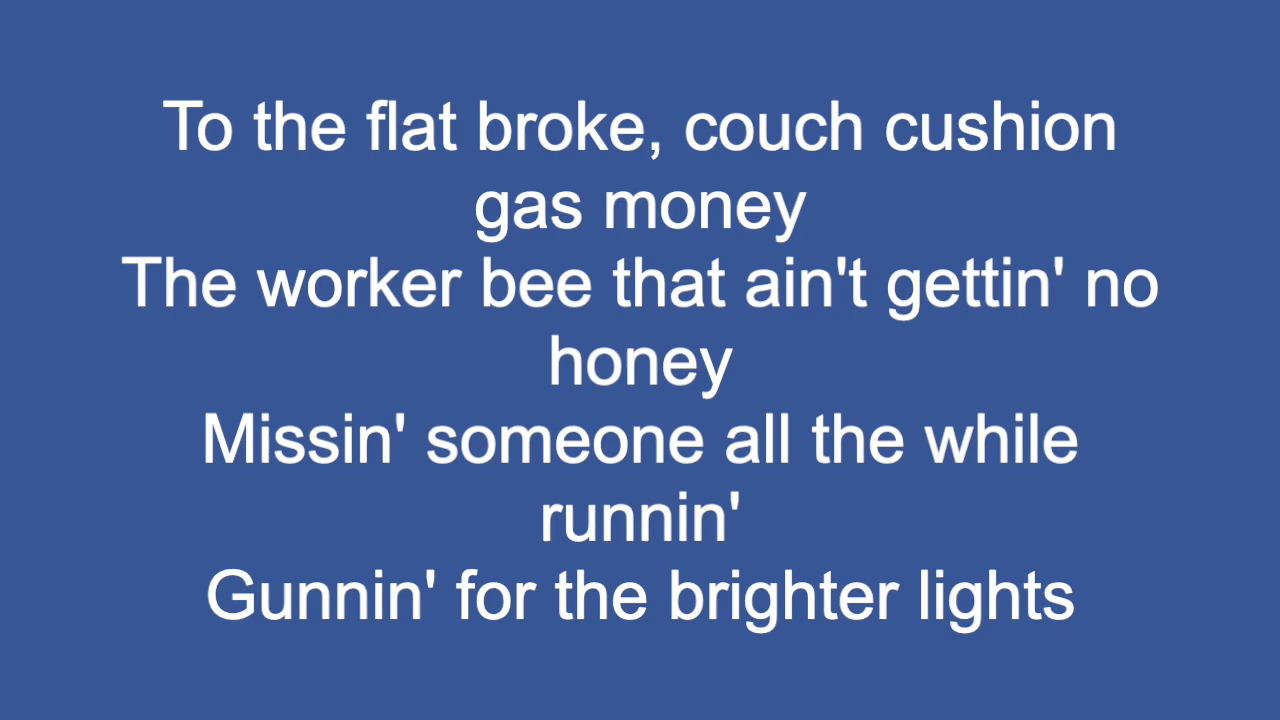 To the flat broke, couch cushion
gas money
The worker bee that ain't gettin' no
honey
Missin' someone all the while
runnin'
Gunnin' for the brighter lights